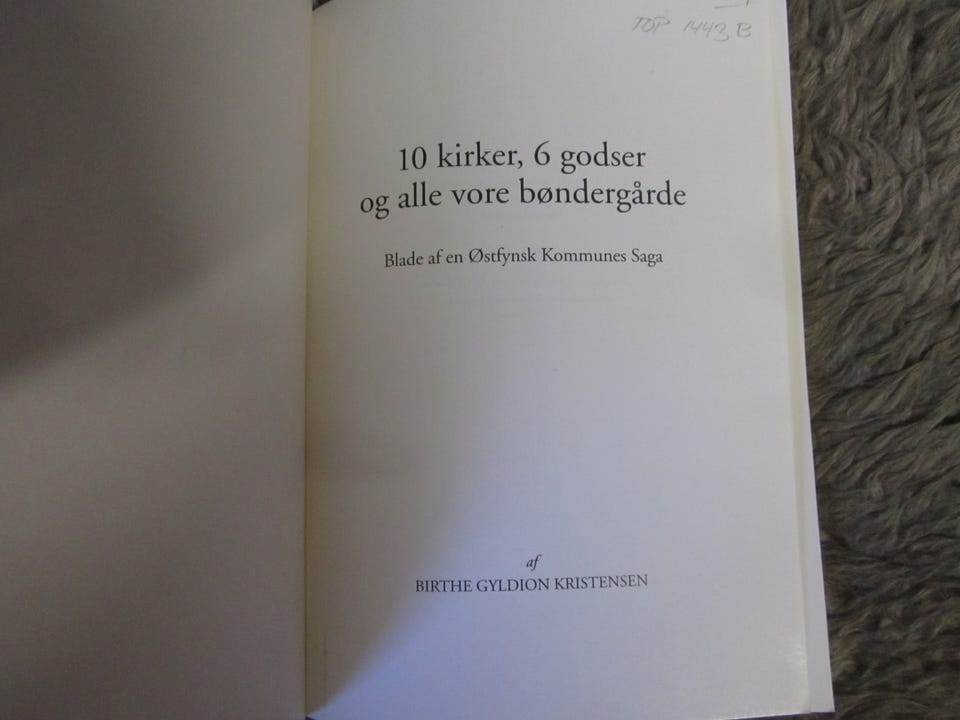 TOP 1443 B
10 kirker, 6 godser
og alle vore bøndergårde
Blade af en Østfynsk Kommunes Saga
af
BIRTHE GYLDION KRISTENSEN